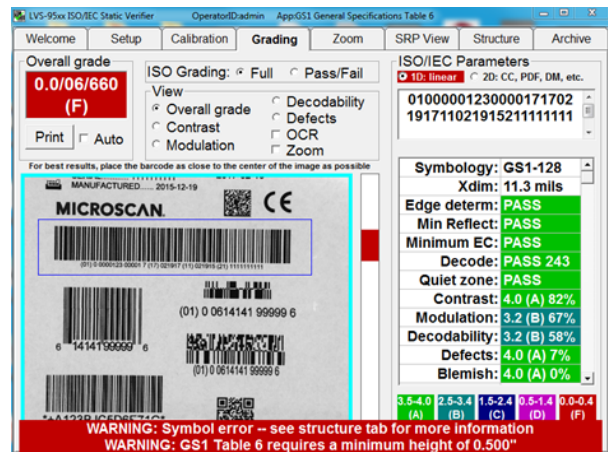 LVS-95xx ISO/IEC Static Verifier OperatorID:admin App:GS1 General Specifications Table 6
Welcome Setup Calibration Grading Zoom SRP View Structure Archive
Overall grade
0.0/06/660
(F)
Print Auto
ISO Grading: Full Pass/Fail
View
Overall grade
Contrast
Modulation
Decodability
Defects
OCR
Zoom
For best results, place the barcode as close to the center of the image as possible
MANUFACTURED...... 2015-12-19
MICROSCAN. CE
(01) 0 0000123 00001 7 (17) 021917 (11) 021915 (21) 1111111111
(01) 0 0614141 99999 6
6 14141 99999 6
(01) 0 0614141 99999 6
ISO/IEC Parameters
1D: linear 2D: CC, PDF, DM, etc.
01000001230000171702
19171102191521111111111
Symbology: GS1-128
Xdim: 11.3 mils
Edge determ: PASS
Min Reflect: PASS
Minimum EC: PASS
Decode: PASS 243
Quiet zone: PASS
Contrast: 4.0 (A) 82%
Modulation: 3.2 (B) 67%
Decodability: 3.2 (B) 58%
Defects: 4.0 (A) 7%
Blemish: 4.0 (A) 0%
3.5-4.0 2.5-3.4 1.5-2.4 0.5-1.4 0.0-0.4
(A) (B) (C) (D) (F)
WARNING: Symbol error -- see structure tab for more information
WARNING: GS1 Table 6 requires a minimum height of 0.500"